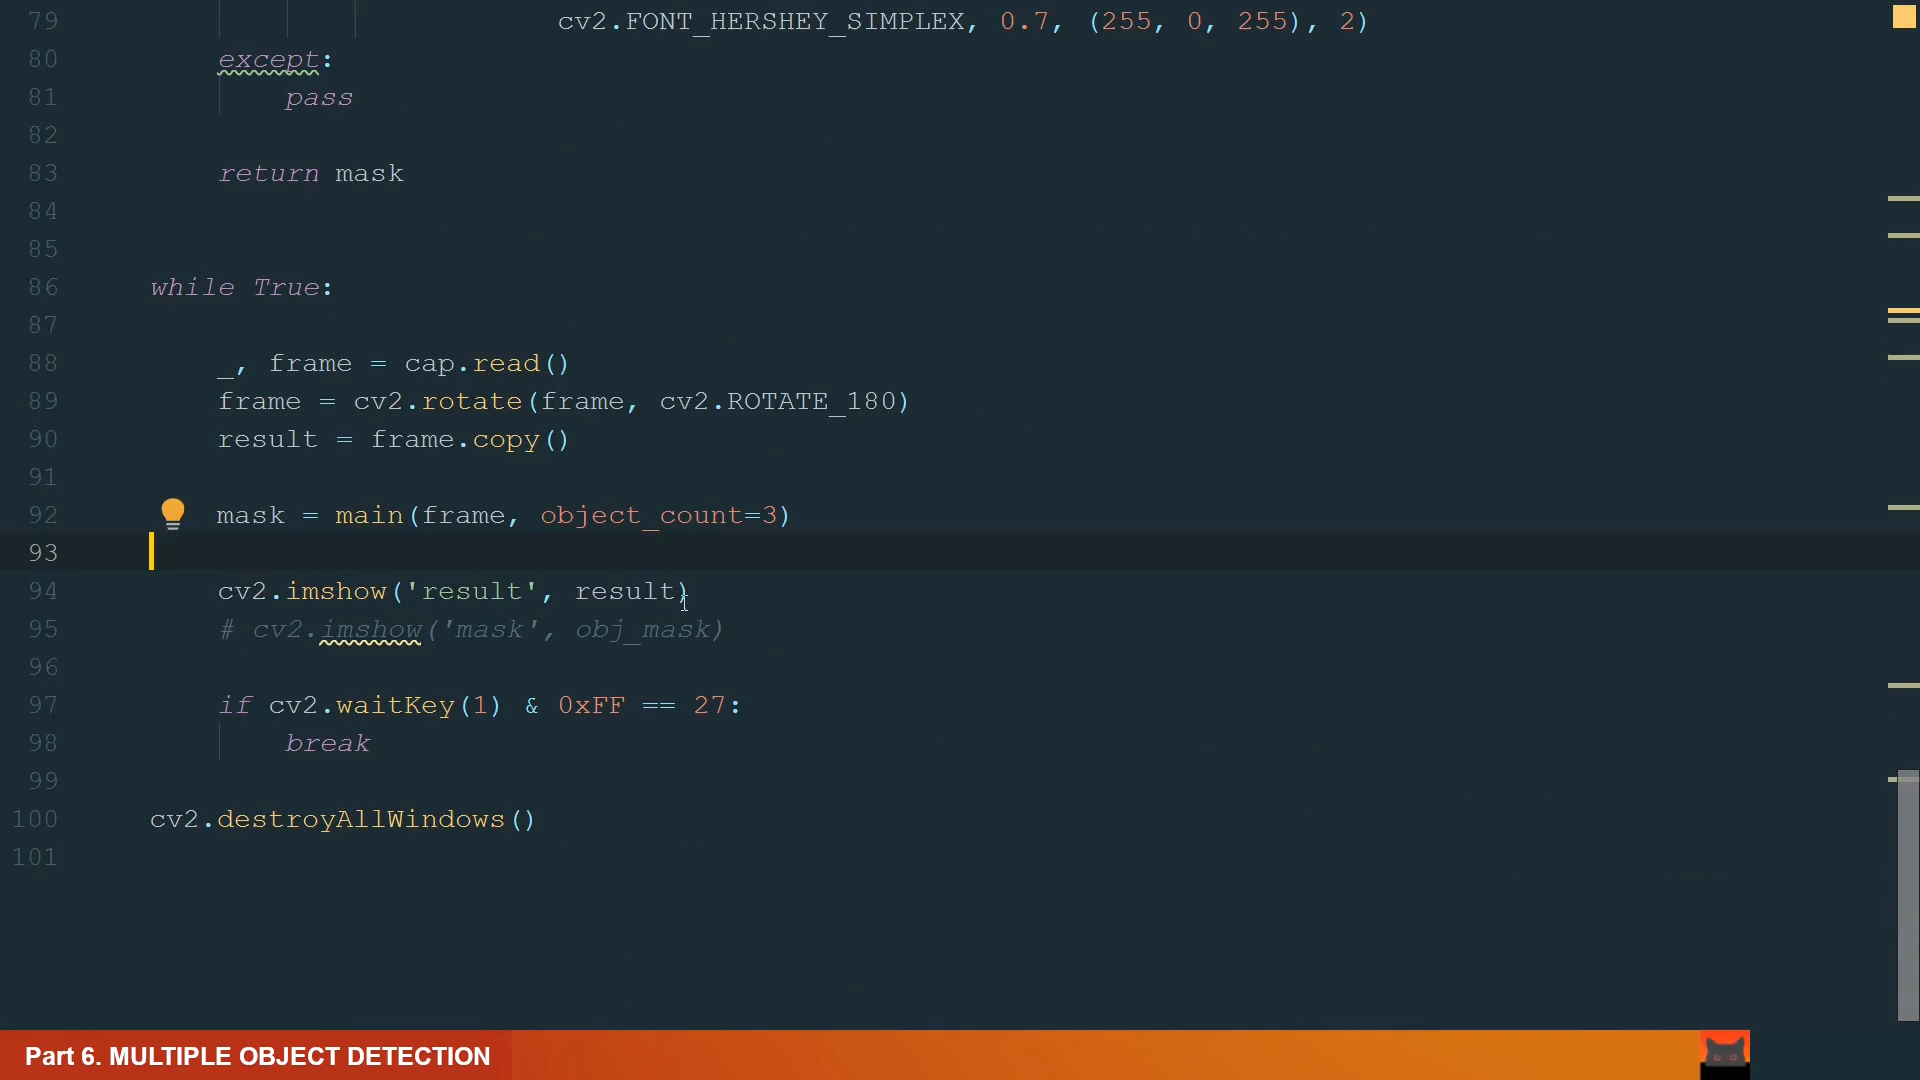 79 cv2.FONT_HERSHEY_SIMPLEX, 0.7, (255, 0, 255), 2)
80 except:
81 pass
82
83 return mask
84
85
86 while True:
87
88 _, frame = cap.read()
89 frame = cv2.rotate(frame, cv2.ROTATE_180)
90 result = frame.copy()
91
92 mask = main(frame, object_count=3)
93
94 cv2.imshow('result', result)
95 # cv2.imshow('mask', obj_mask)
96
97 if cv2.waitKey(1) & 0xFF == 27:
98 break
99
100 cv2.destroyAllWindows()
101
Part 6. MULTIPLE OBJECT DETECTION